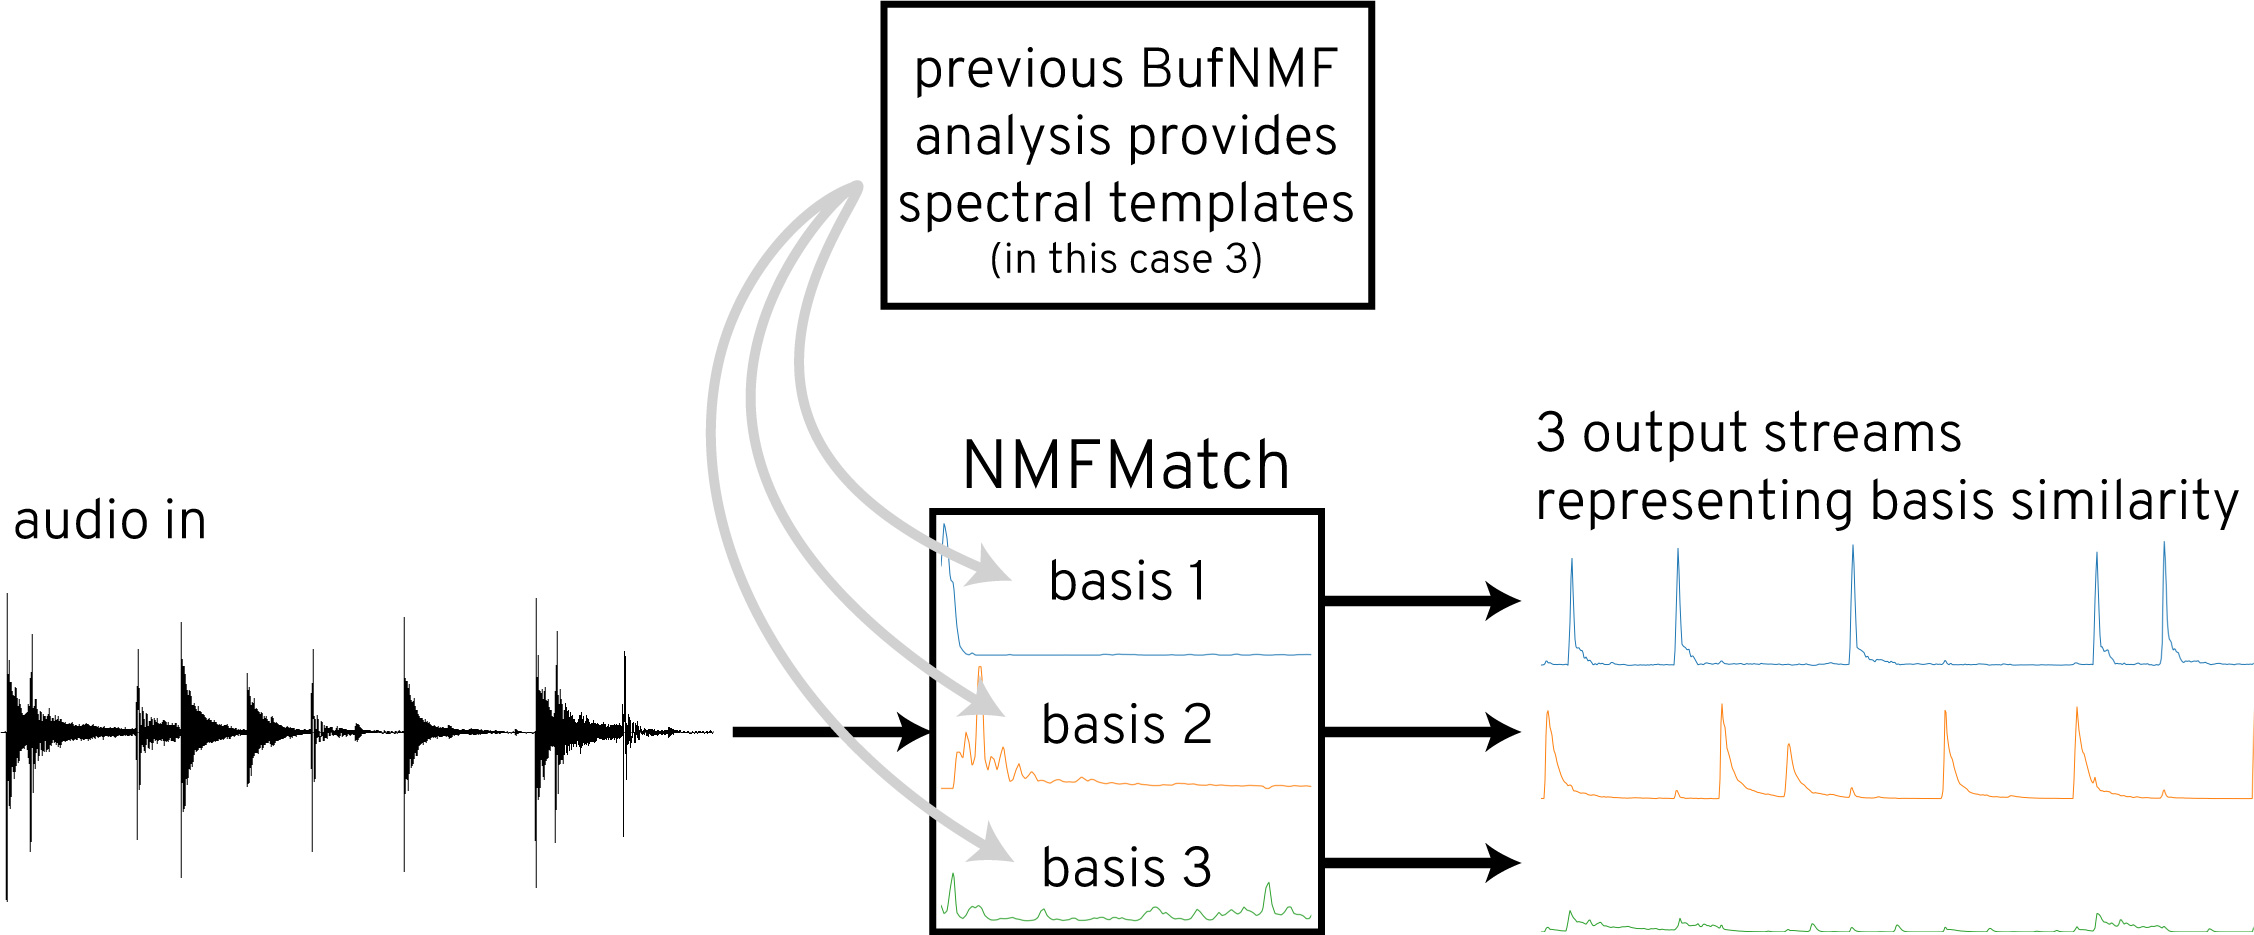 previous BufNMF
analysis provides
spectral templates
(in this case 3)
audio in
NMFMatch
basis 1
basis 2
basis 3
3 output streams
representing basis similarity